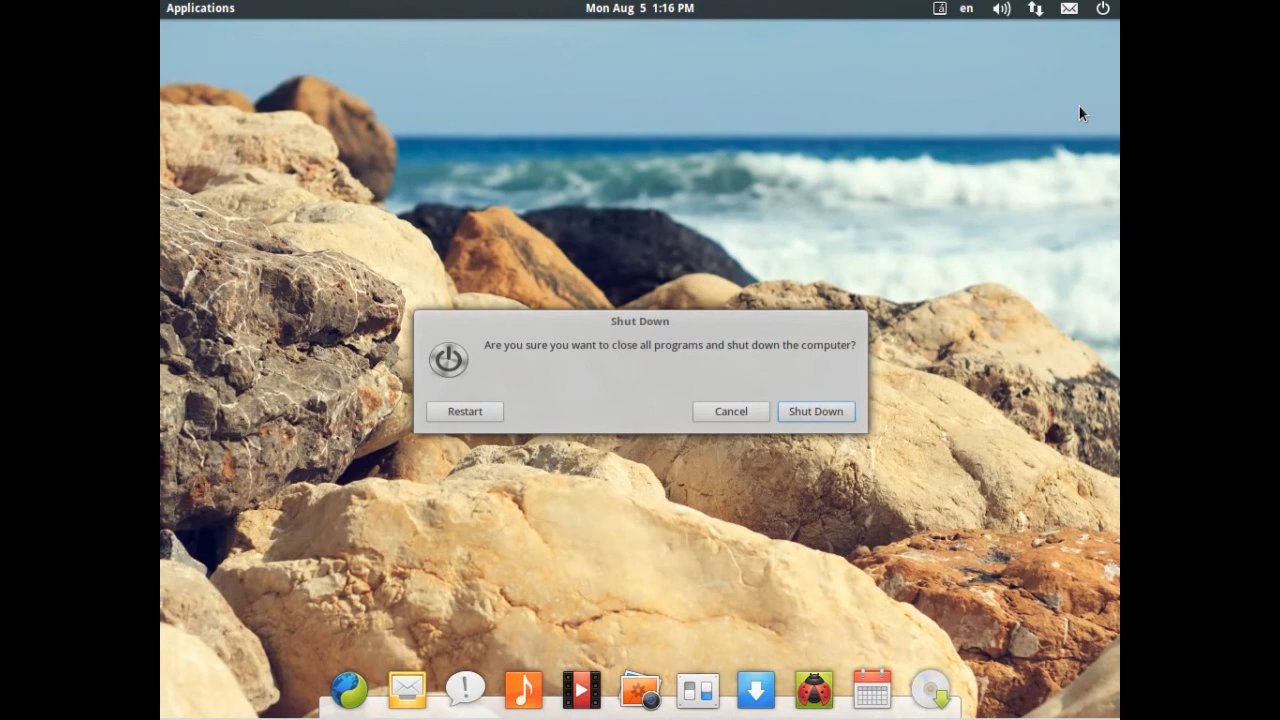 Applications
Mon Aug 5 1:16 PM
en
Shut Down
Are you sure you want to close all programs and shut down the computer?
Restart
Cancel
Shut Down